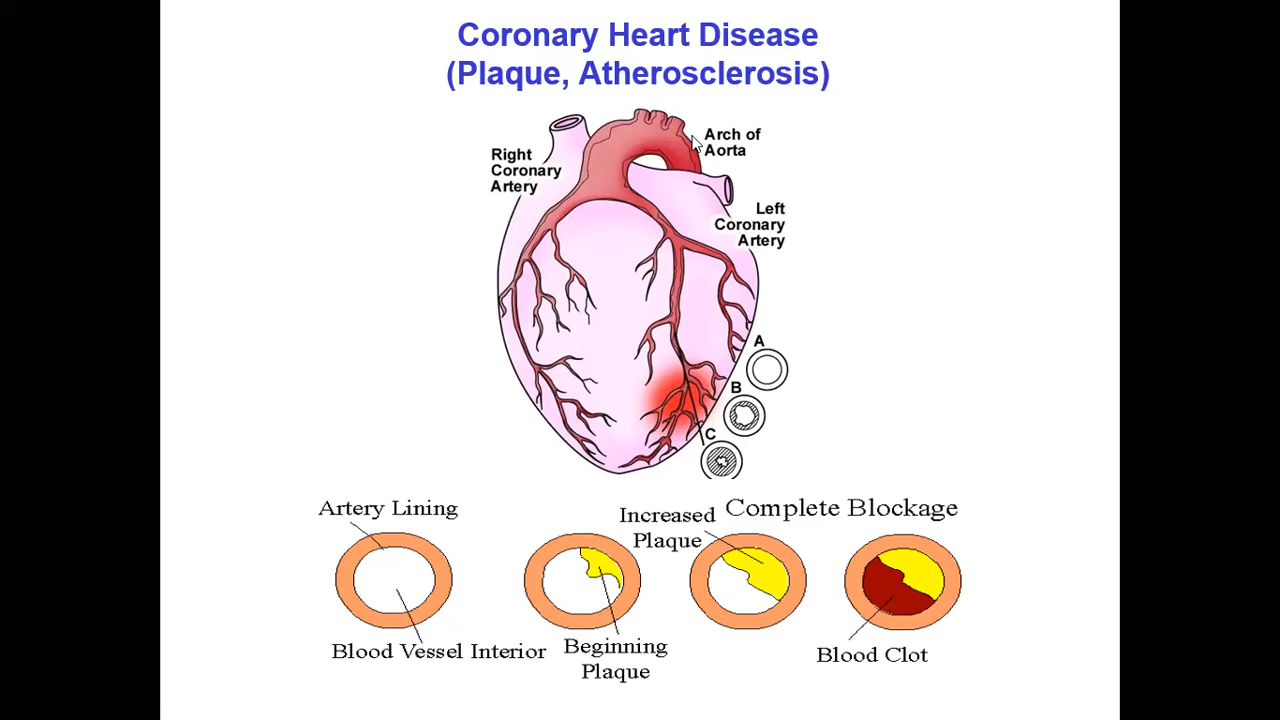 Coronary Heart Disease
(Plaque, Atherosclerosis)
Arch of
Aorta
Right
Coronary
Artery
Left
Coronary
Artery
A
B
C
Artery Lining
Increased
Plaque
Complete Blockage
Blood Vessel Interior
Beginning
Plaque
Blood Clot